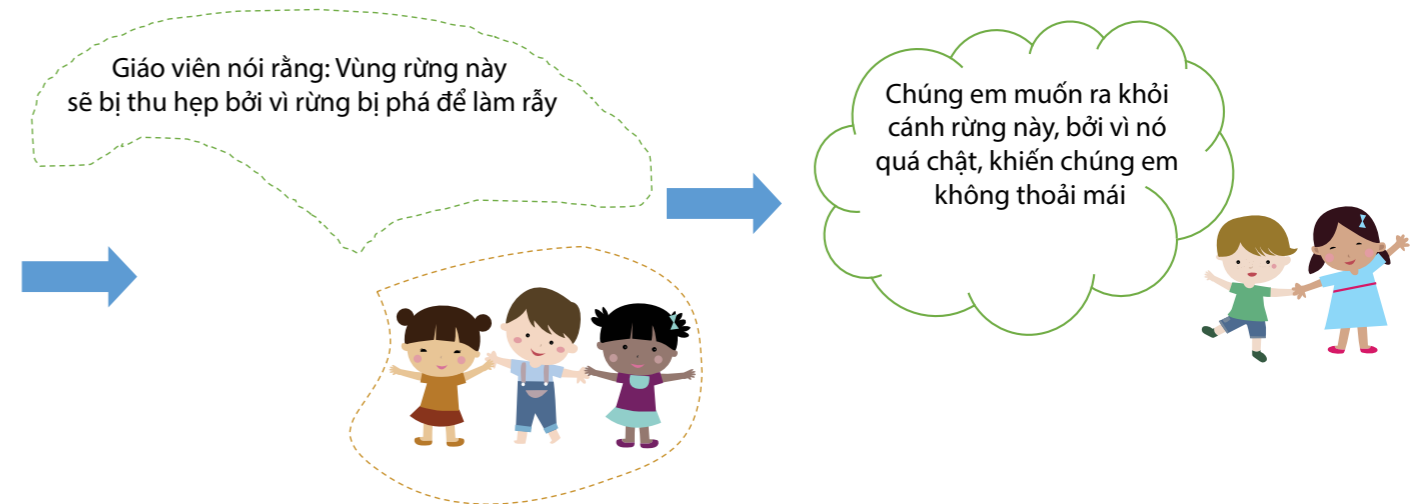 Giáo viên nói rằng: Vùng rừng này
sẽ bị thu hẹp bởi vì rừng bị phá để làm rẫy
Chúng em muốn ra khỏi
cánh rừng này, bởi vì nó
quá chật, khiến chúng em
không thoải mái